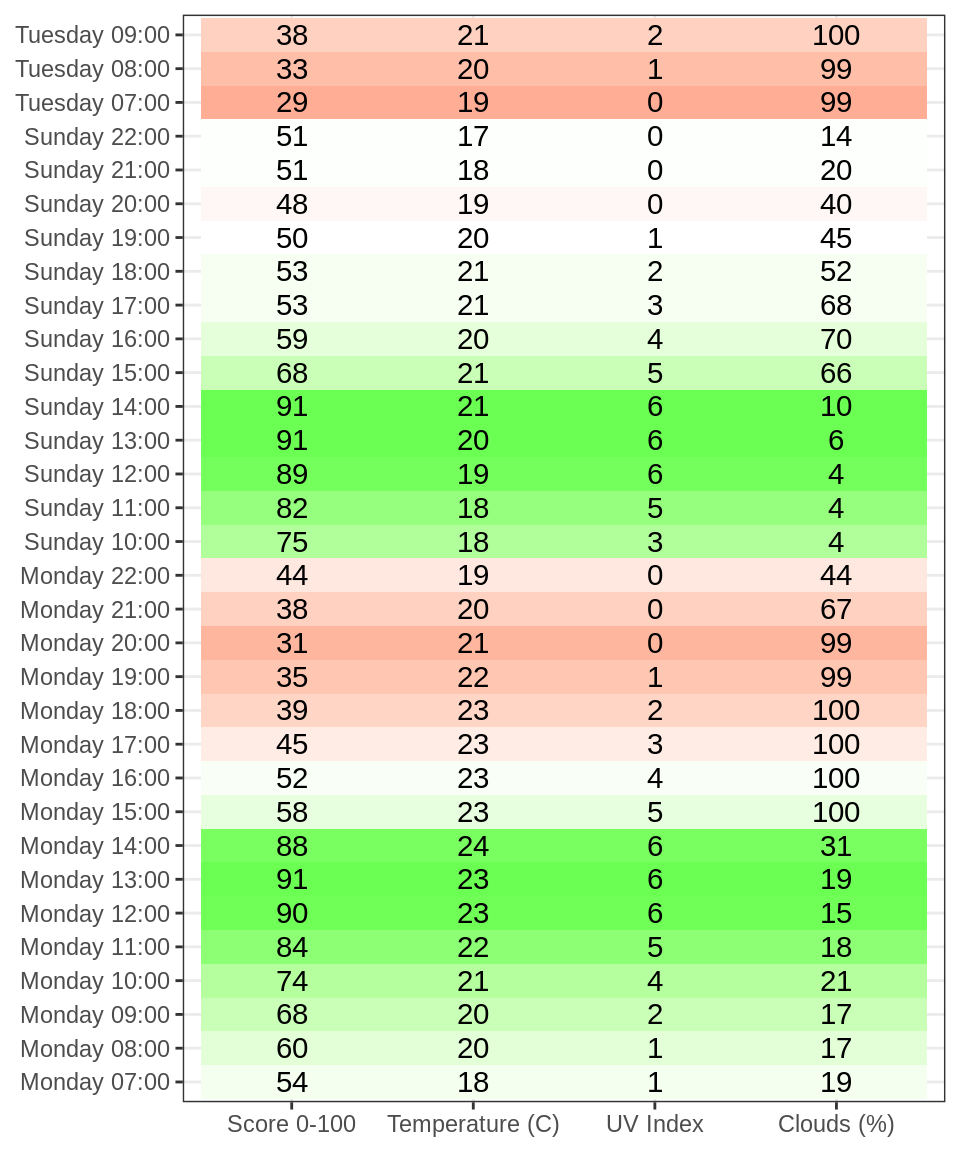 Tuesday 09:00 38 21 2 100
Tuesday 08:00 33 20 1 99
Tuesday 07:00 29 19 0 99
Sunday 22:00 51 17 0 14
Sunday 21:00 51 18 0 20
Sunday 20:00 48 19 0 40
Sunday 19:00 50 20 1 45
Sunday 18:00 53 21 2 52
Sunday 17:00 53 21 3 68
Sunday 16:00 59 20 4 70
Sunday 15:00 68 21 5 66
Sunday 14:00 91 21 6 10
Sunday 13:00 91 20 6 6
Sunday 12:00 89 19 6 4
Sunday 11:00 82 18 5 4
Sunday 10:00 75 18 3 4
Monday 22:00 44 19 0 44
Monday 21:00 38 20 0 67
Monday 20:00 31 21 0 99
Monday 19:00 35 22 1 99
Monday 18:00 39 23 2 100
Monday 17:00 45 23 3 100
Monday 16:00 52 23 4 100
Monday 15:00 58 23 5 100
Monday 14:00 88 24 6 31
Monday 13:00 91 23 6 19
Monday 12:00 90 23 6 15
Monday 11:00 84 22 5 18
Monday 10:00 74 21 4 21
Monday 09:00 68 20 2 17
Monday 08:00 60 20 1 17
Monday 07:00 54 18 1 19
Score 0-100 Temperature (C) UV Index Clouds (%)